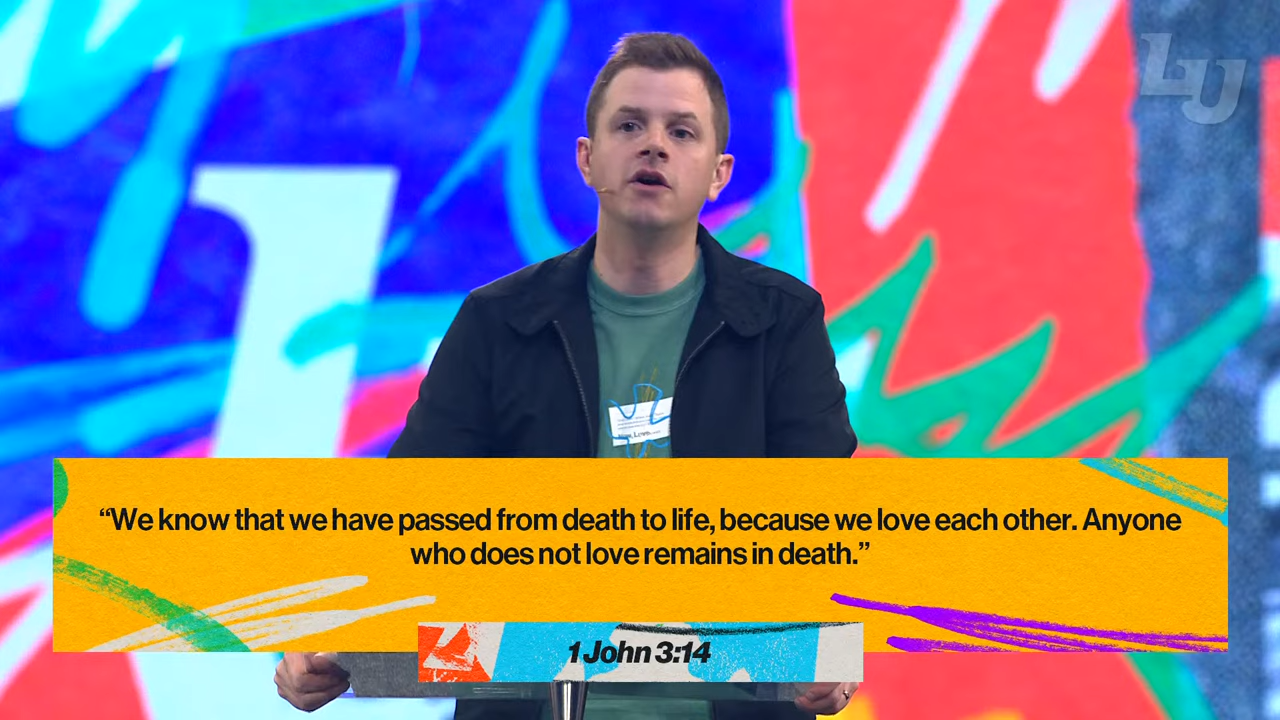 LU
“We know that we have passed from death to life, because we love each other. Anyone
who does not love remains in death.”
1 John 3:14